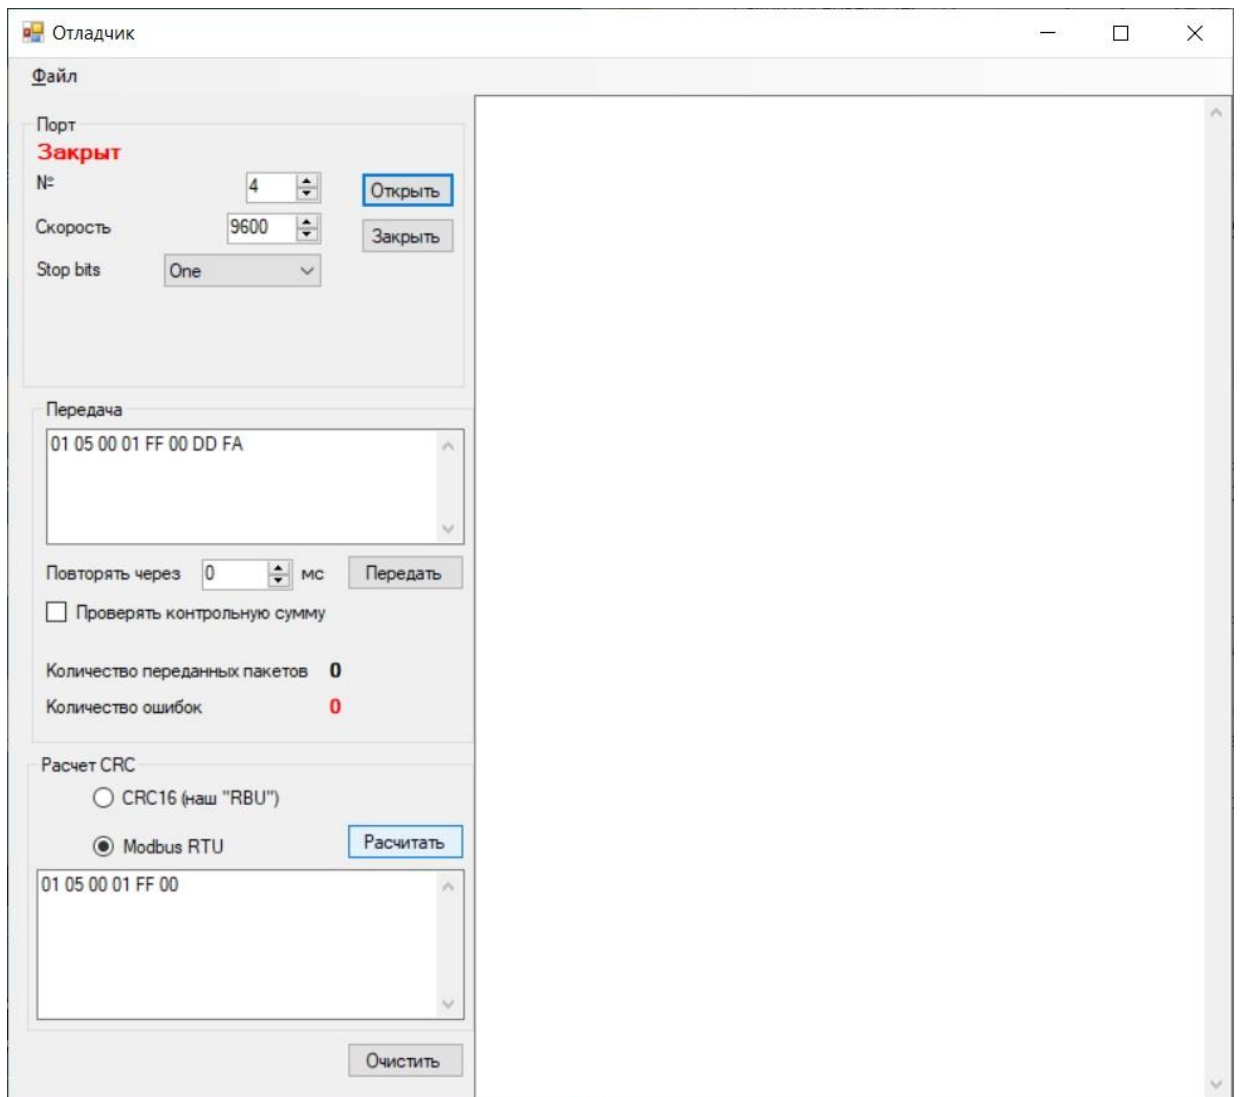 Отладчик
Файл
Порт
Закрыт
№ 4 Открыть
Скорость 9600 Закрыть
Stop bits One
Передача
01 05 00 01 FF 00 DD FA
Повторять через 0 мс Передать
Проверять контрольную сумму
Количество переданных пакетов 0
Количество ошибок 0
Расчет CRC
CRC16 (наш "RBU")
Modbus RTU Расчитать
01 05 00 01 FF 00
Очистить